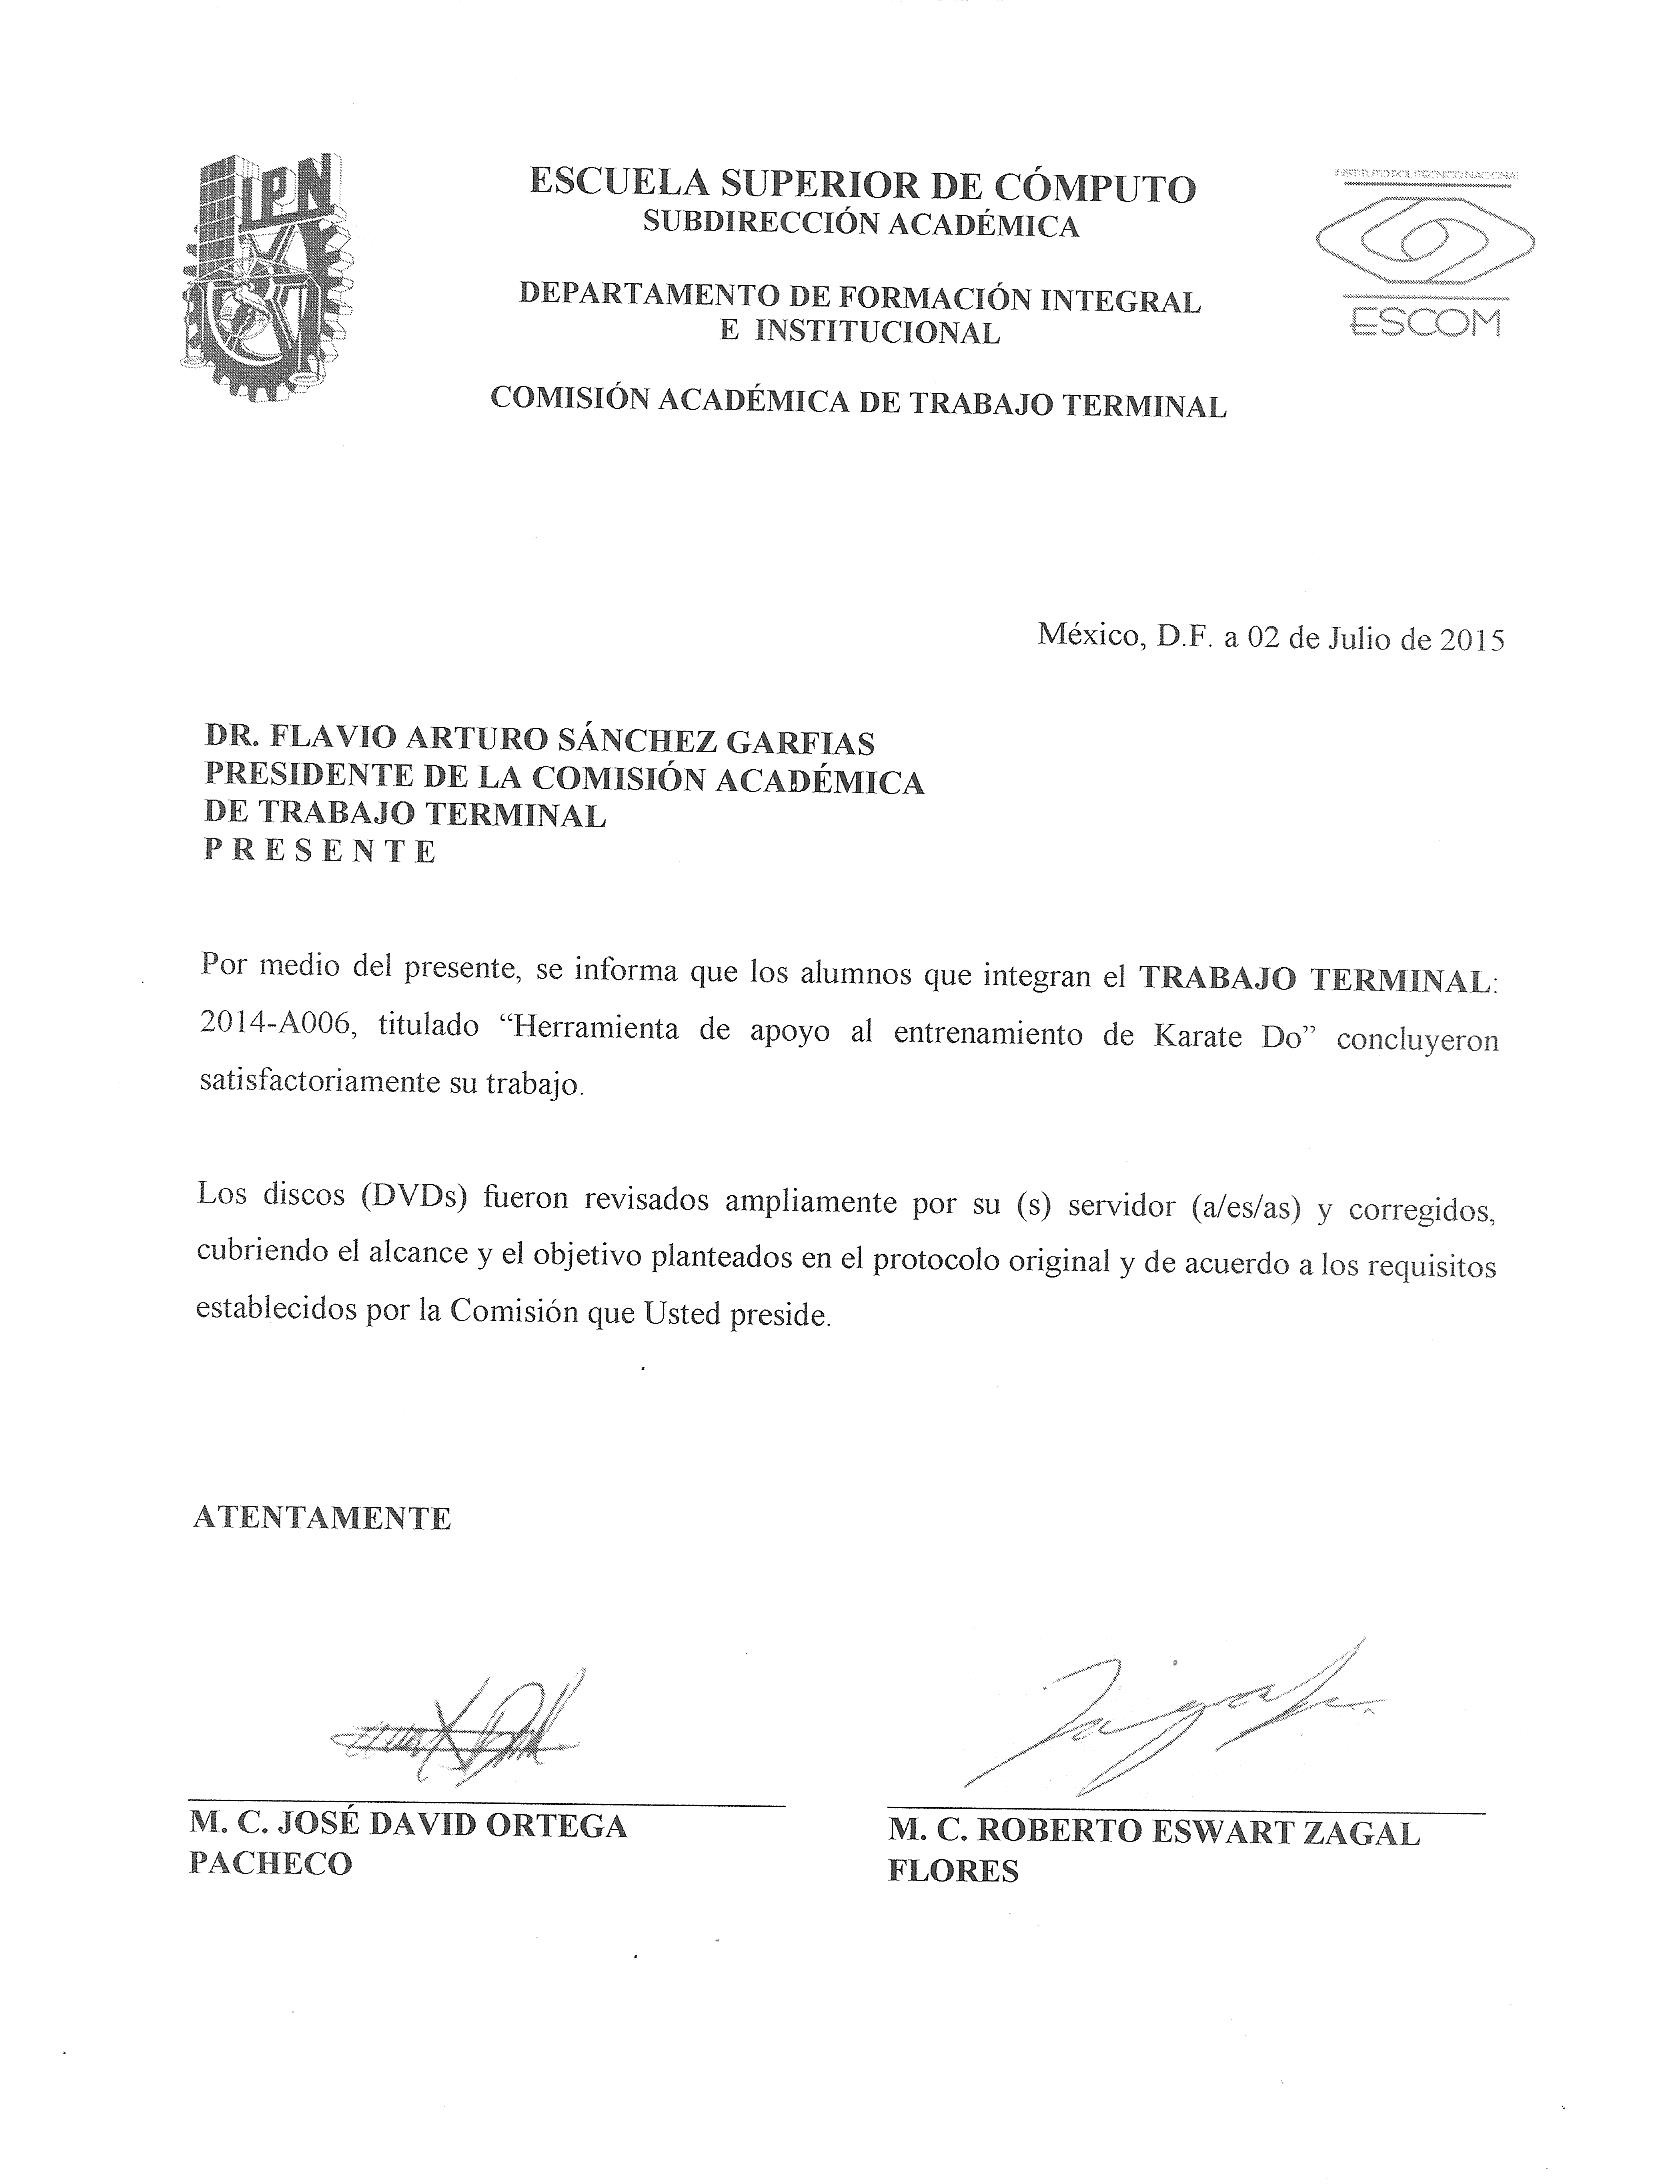 IPN
ESCUELA SUPERIOR DE CÓMPUTO
SUBDIRECCIÓN ACADÉMICA
DEPARTAMENTO DE FORMACIÓN INTEGRAL
E INSTITUCIONAL
COMISIÓN ACADÉMICA DE TRABAJO TERMINAL
INSTITUTO POLITECNICO NACIONAL
ESCOM
México, D.F. a 02 de Julio de 2015
DR. FLAVIO ARTURO SÁNCHEZ GARFIAS
PRESIDENTE DE LA COMISIÓN ACADÉMICA
DE TRABAJO TERMINAL
P R E S E N T E
Por medio del presente, se informa que los alumnos que integran el TRABAJO TERMINAL:
2014-A006, titulado “Herramienta de apoyo al entrenamiento de Karate Do” concluyeron
satisfactoriamente su trabajo.
Los discos (DVDs) fueron revisados ampliamente por su (s) servidor (a/es/as) y corregidos,
cubriendo el alcance y el objetivo planteados en el protocolo original y de acuerdo a los requisitos
establecidos por la Comisión que Usted preside.
ATENTAMENTE
M. C. JOSÉ DAVID ORTEGA
PACHECO
M. C. ROBERTO ESWART ZAGAL
FLORES